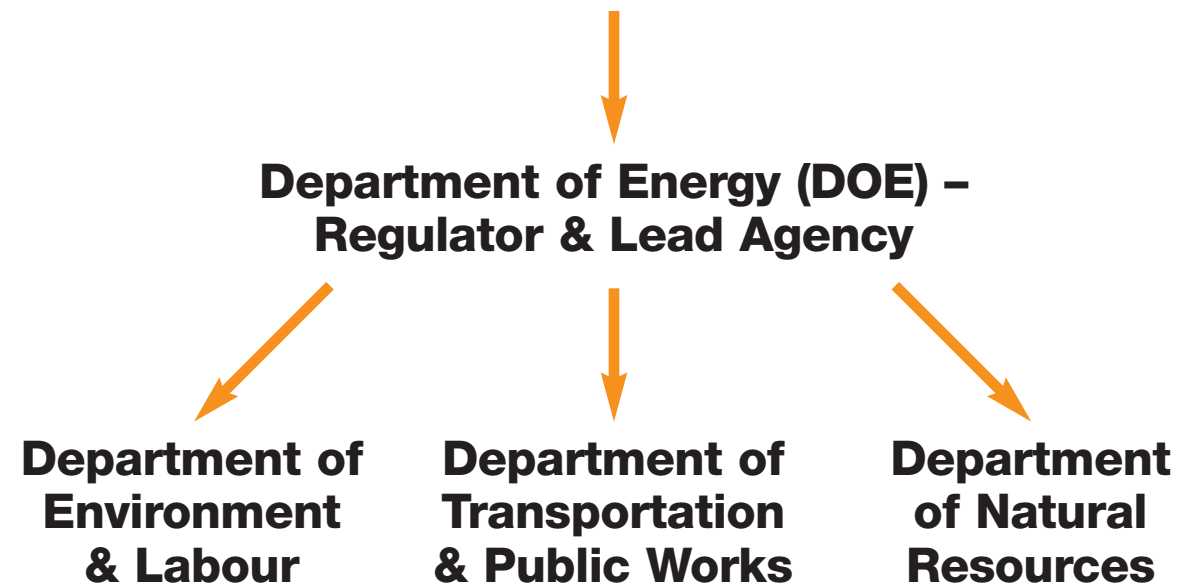 Department of Energy (DOE) –
Regulator & Lead Agency
Department of
Environment
& Labour
Department of
Transportation
& Public Works
Department
of Natural
Resources